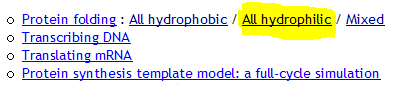 Protein folding : All hydrophobic / All hydrophilic / Mixed
Transcribing DNA
Translating mRNA
Protein synthesis template model: a full-cycle simulation